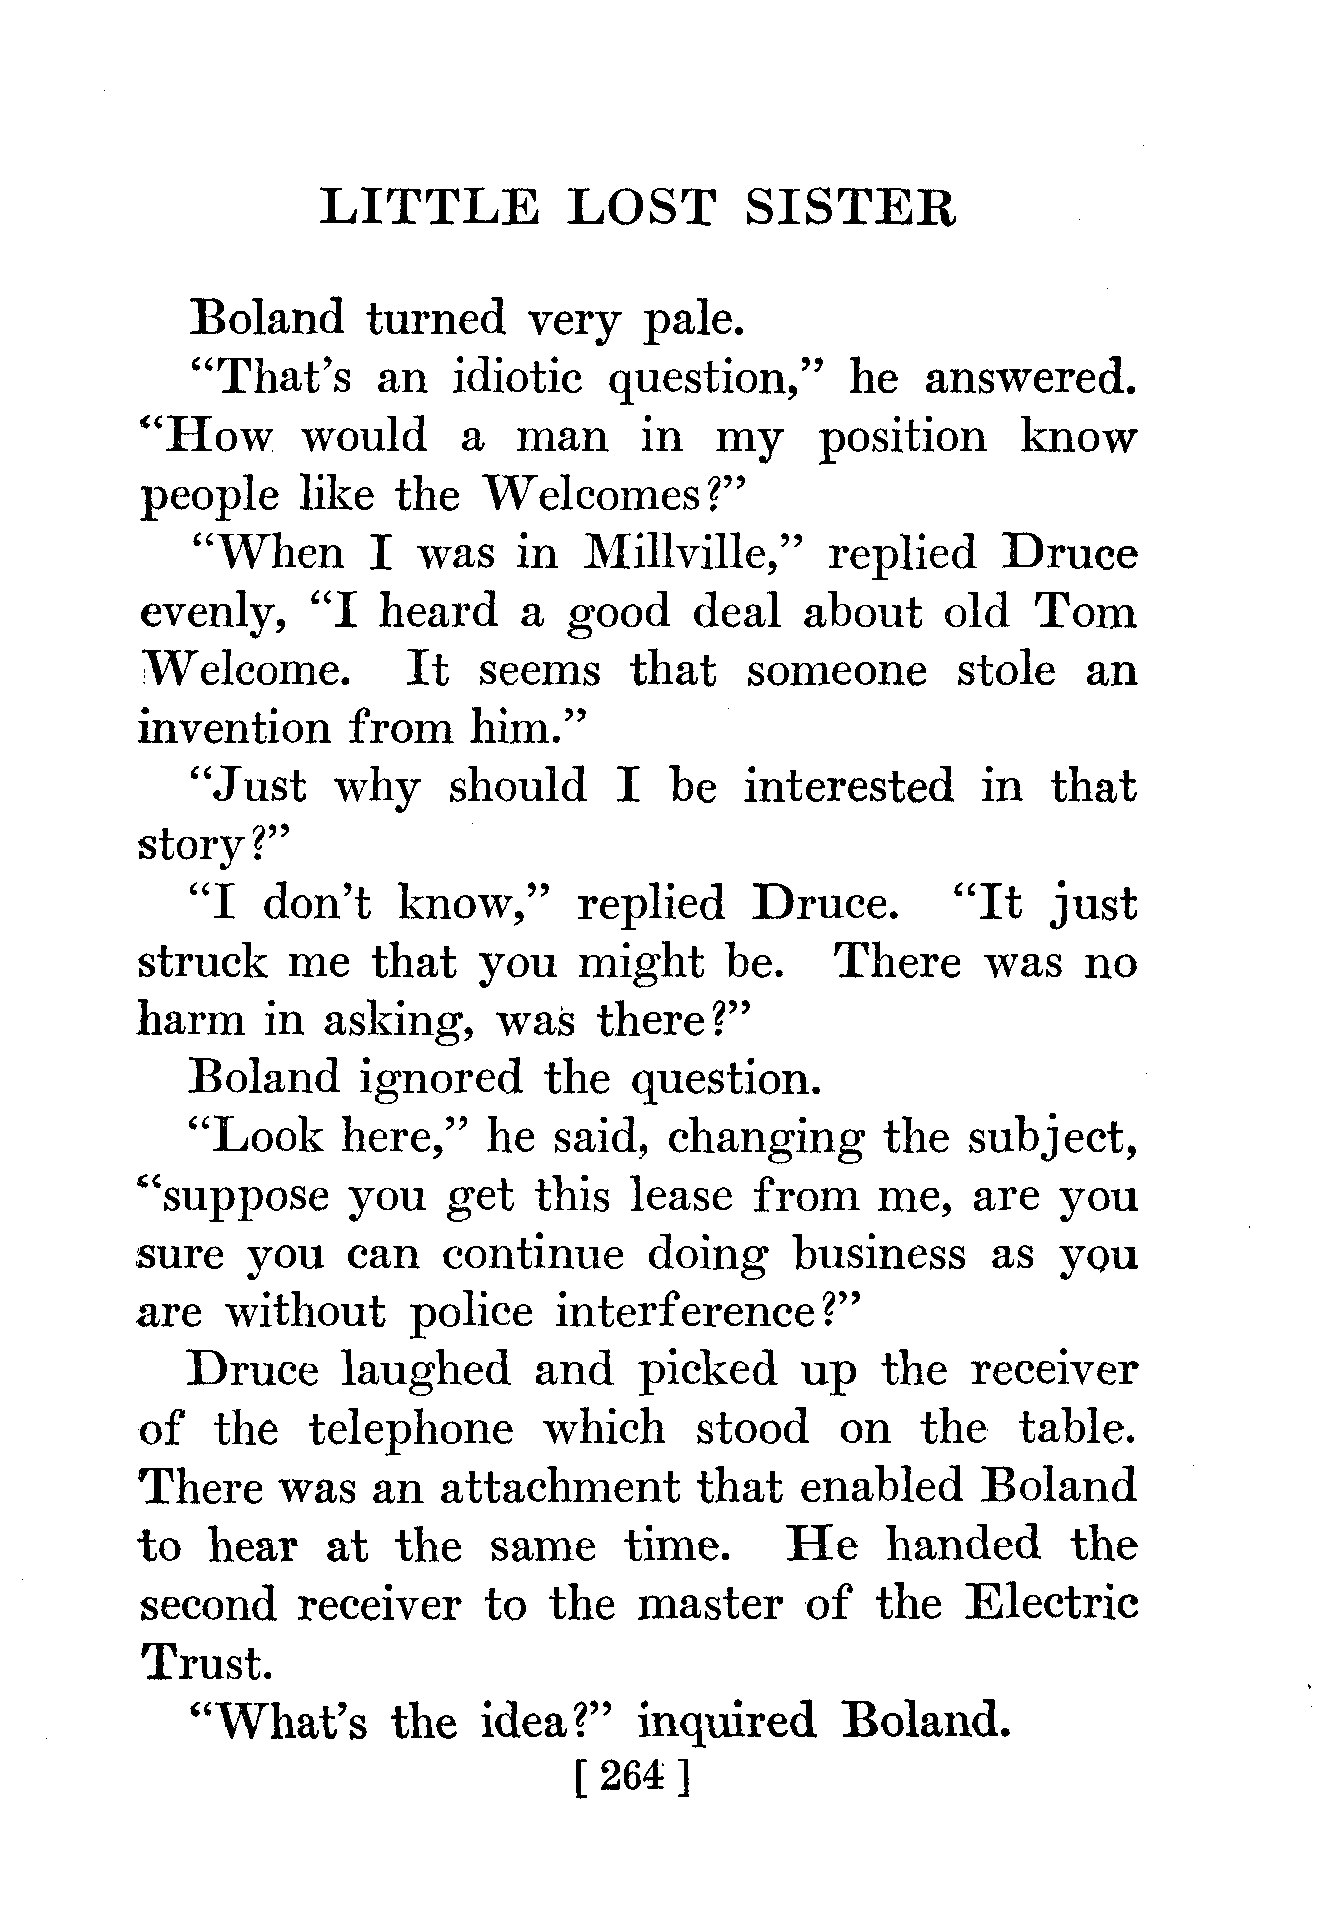 LITTLE LOST SISTER
Boland turned very pale.
“That’s an idiotic question,” he answered.
“How would a man in my position know
people like the Welcomes?”
“When I was in Millville,” replied Druce
evenly, “I heard a good deal about old Tom
Welcome. It seems that someone stole an
invention from him.”
“Just why should I be interested in that
story?”
“I don’t know,” replied Druce. “It just
struck me that you might be. There was no
harm in asking, was there?”
Boland ignored the question.
“Look here,” he said, changing the subject,
“suppose you get this lease from me, are you
sure you can continue doing business as you
are without police interference?”
Druce laughed and picked up the receiver
of the telephone which stood on the table.
There was an attachment that enabled Boland
to hear at the same time. He handed the
second receiver to the master of the Electric
Trust.
“What’s the idea?” inquired Boland.
[ 264 ]